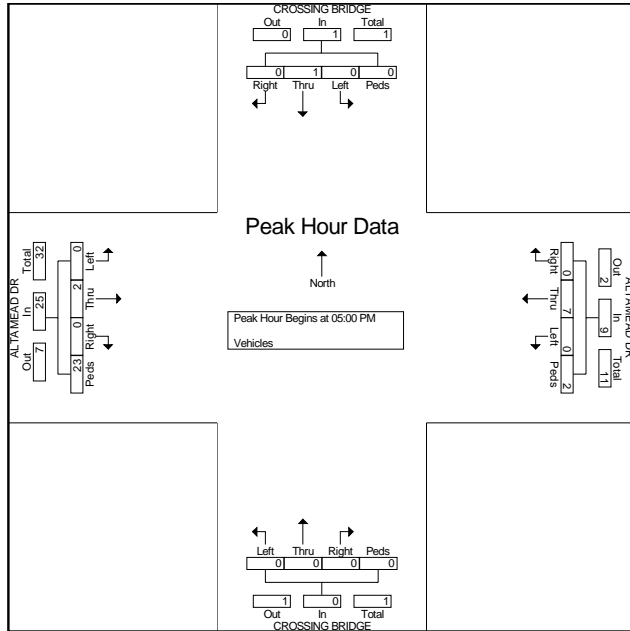 CROSSING BRIDGE
Out In Total
0 1 1
0 1 0 0
Right Thru Left Peds
Peak Hour Data
North
Peak Hour Begins at 05:00 PM
Vehicles
ALTAMEAD DR
Out In Total
7 25 32
Peds Right Thru Left
23 0 2 0
ALTAMEAD DR
Out In Total
2 9 11
Right Thru Left Peds
0 7 0 2
Left Thru Right Peds
0 0 0 0
1 0 1
Out In Total
CROSSING BRIDGE